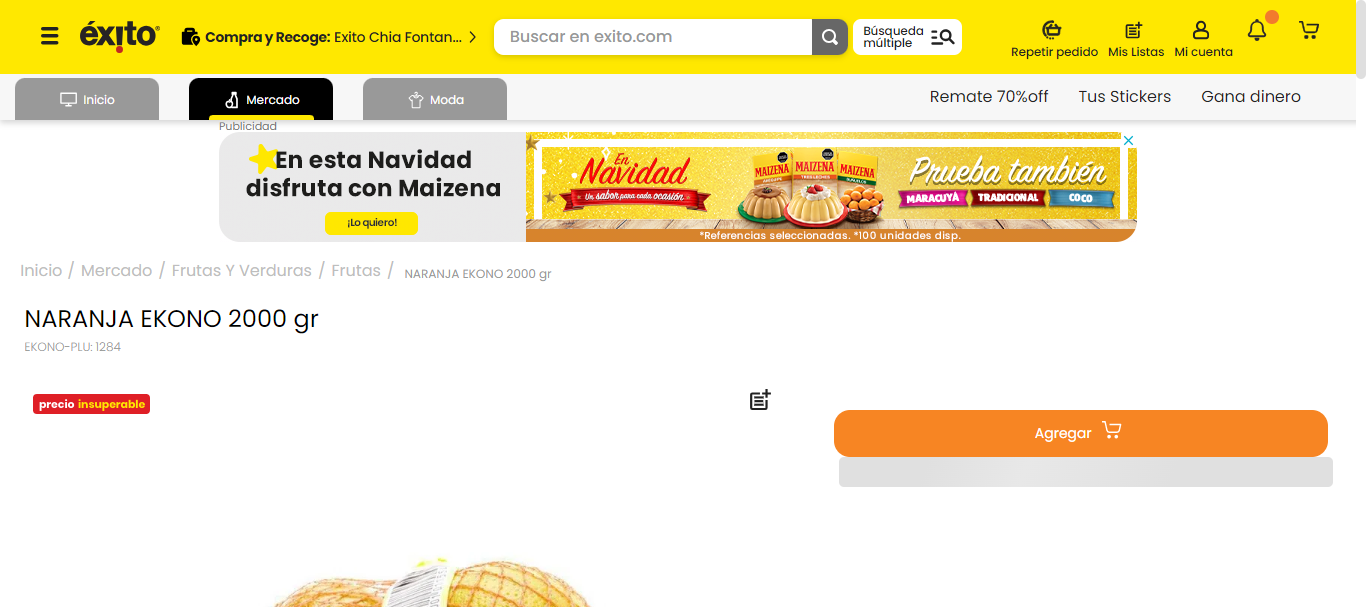 éxito
Compra y Recoge: Exito Chia Fontan...
Buscar en exito.com
Búsqueda
múltiple
Repetir pedido
Mis Listas
Mi cuenta
Inicio
Mercado
Moda
Remate 70%off
Tus Stickers
Gana dinero
Publicidad
En esta Navidad
disfruta con Maizena
¡Lo quiero!
En
Navidad
Un sabor para cada ocasión
MAIZENA
MAIZENA
MAIZENA
Prueba también
MARACUYÁ
TRADICIONAL
COCO
*Referencias seleccionadas. *100 unidades disp.
Inicio / Mercado / Frutas Y Verduras / Frutas / NARANJA EKONO 2000 gr
NARANJA EKONO 2000 gr
EKONO-PLU: 1284
precio insuperable
Agregar